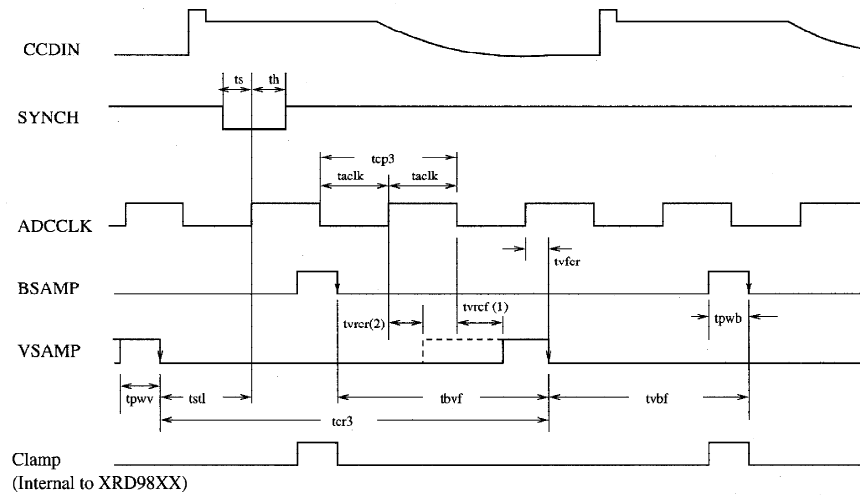 CCDIN
ts th
SYNCH
tcp3
taclk taclk
ADCCLK
tvfcr
BSAMP
tvrcr(2) tvrcf (1) tpwb
VSAMP
tpwv tstl tbvf tvbf
tcr3
Clamp
(Internal to XRD98XX)